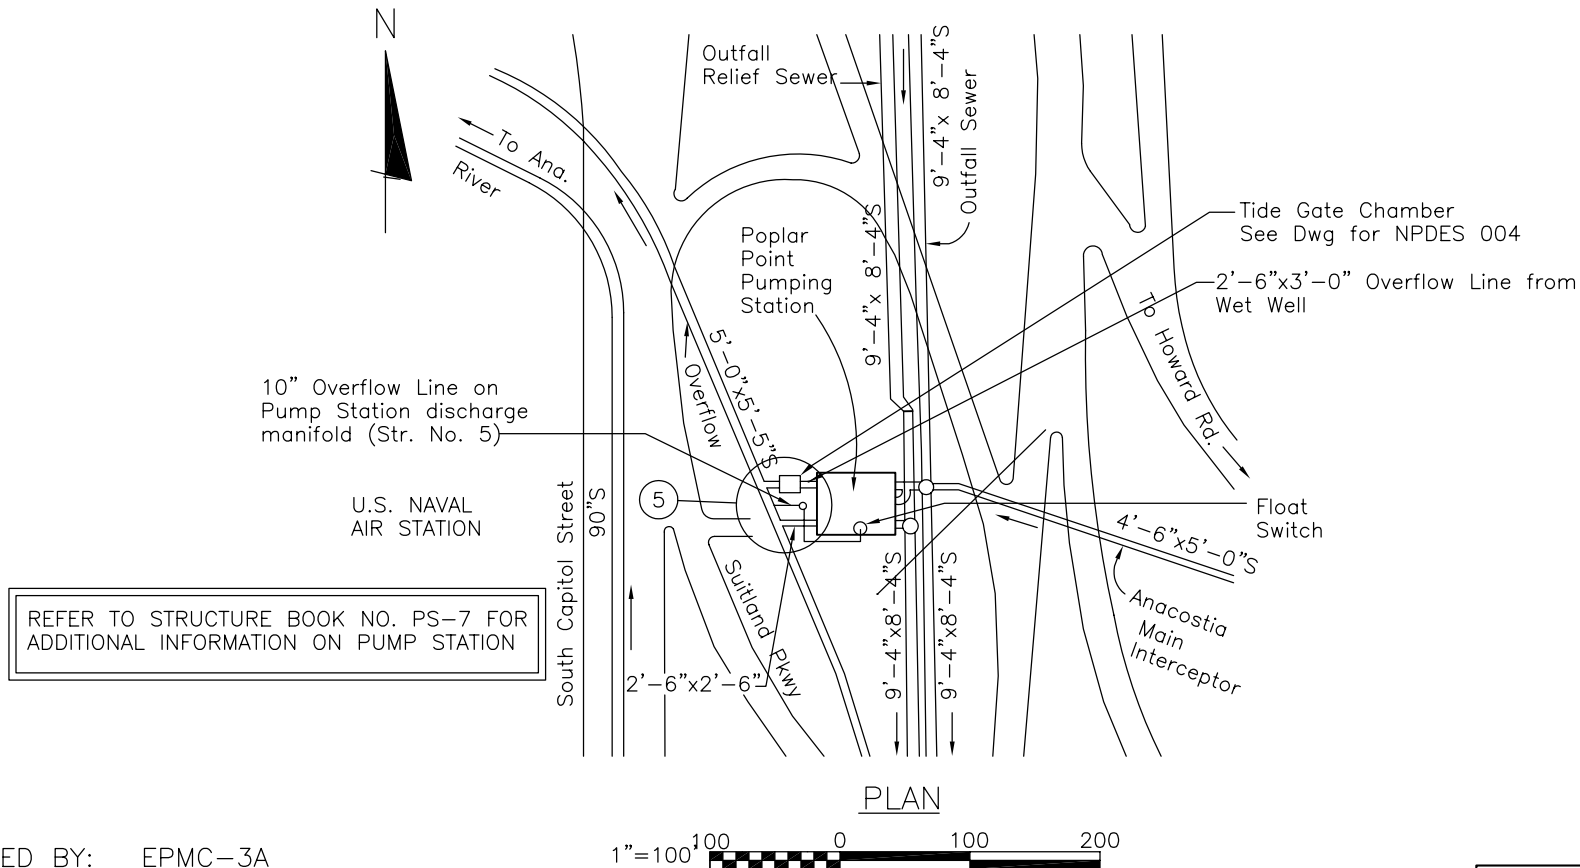 N
Outfall
Relief Sewer
9'-4"x 8'-4"S
Outfall Sewer
To Ana.
River
9'-4"x 8'-4"S
Poplar
Point
Pumping
Station
Tide Gate Chamber
See Dwg for NPDES 004
2'-6"x3'-0" Overflow Line from
Wet Well
To Howard Rd.
5'-0"x5'-5"S
Overflow
10" Overflow Line on
Pump Station discharge
manifold (Str. No. 5)
U.S. NAVAL
AIR STATION
South Capitol Street
90"S
5
Float
Switch
4'-6"x5'-0"S
Anacostia
Main
Interceptor
Suitland Pkwy
2'-6"x2'-6"
9'-4"x8'-4"S
9'-4"x8'-4"S
REFER TO STRUCTURE BOOK NO. PS-7 FOR
ADDITIONAL INFORMATION ON PUMP STATION
PLAN
ED BY: EPMC-3A
1"=100'
100 0 100 200